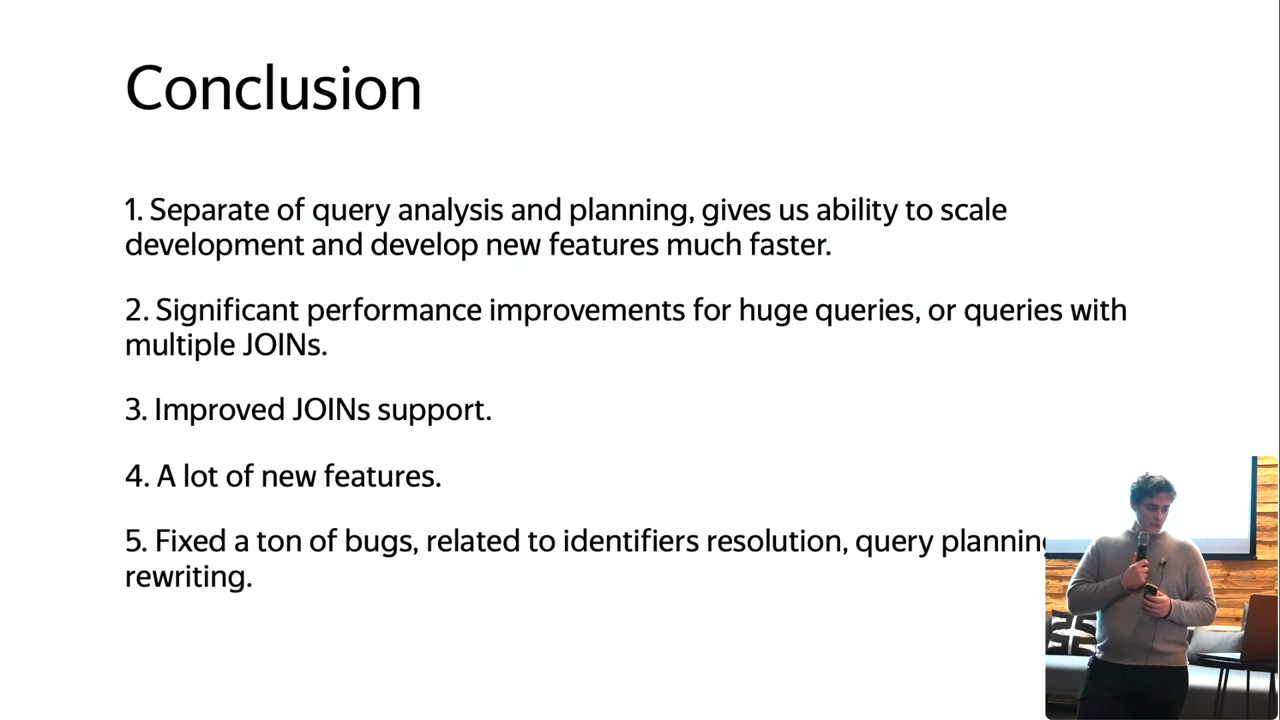 Conclusion
1. Separate of query analysis and planning, gives us ability to scale
development and develop new features much faster.
2. Significant performance improvements for huge queries, or queries with
multiple JOINs.
3. Improved JOINs support.
4. A lot of new features.
5. Fixed a ton of bugs, related to identifiers resolution, query planning
rewriting.